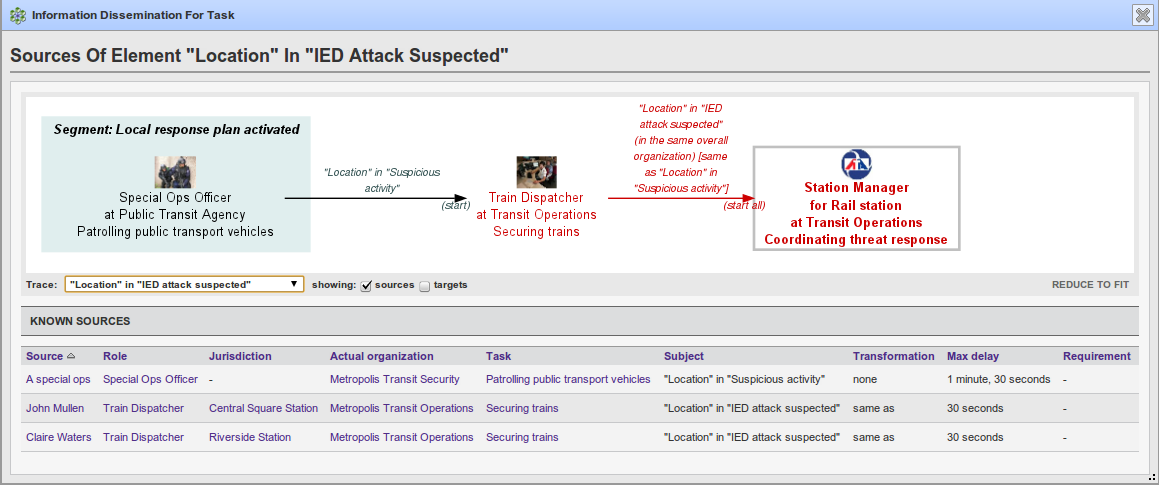 Information Dissemination For Task
Sources Of Element "Location" In "IED Attack Suspected"
Segment: Local response plan activated
Special Ops Officer
at Public Transit Agency
Patrolling public transport vehicles
"Location" in "Suspicious
activity"
(start)
Train Dispatcher
at Transit Operations
Securing trains
"Location" in "IED
attack suspected"
(in the same overall
organization) [same
as "Location" in
"Suspicious activity"]
(start all)
Station Manager
for Rail station
at Transit Operations
Coordinating threat response
Trace: "Location" in "IED attack suspected" showing: sources targets REDUCE TO FIT
KNOWN SOURCES
Source Role Jurisdiction Actual organization Task Subject Transformation Max delay Requirement
A special ops Special Ops Officer - Metropolis Transit Security Patrolling public transport vehicles "Location" in "Suspicious activity" none 1 minute, 30 seconds -
John Mullen Train Dispatcher Central Square Station Metropolis Transit Operations Securing trains "Location" in "IED attack suspected" same as 30 seconds -
Claire Waters Train Dispatcher Riverside Station Metropolis Transit Operations Securing trains "Location" in "IED attack suspected" same as 30 seconds -